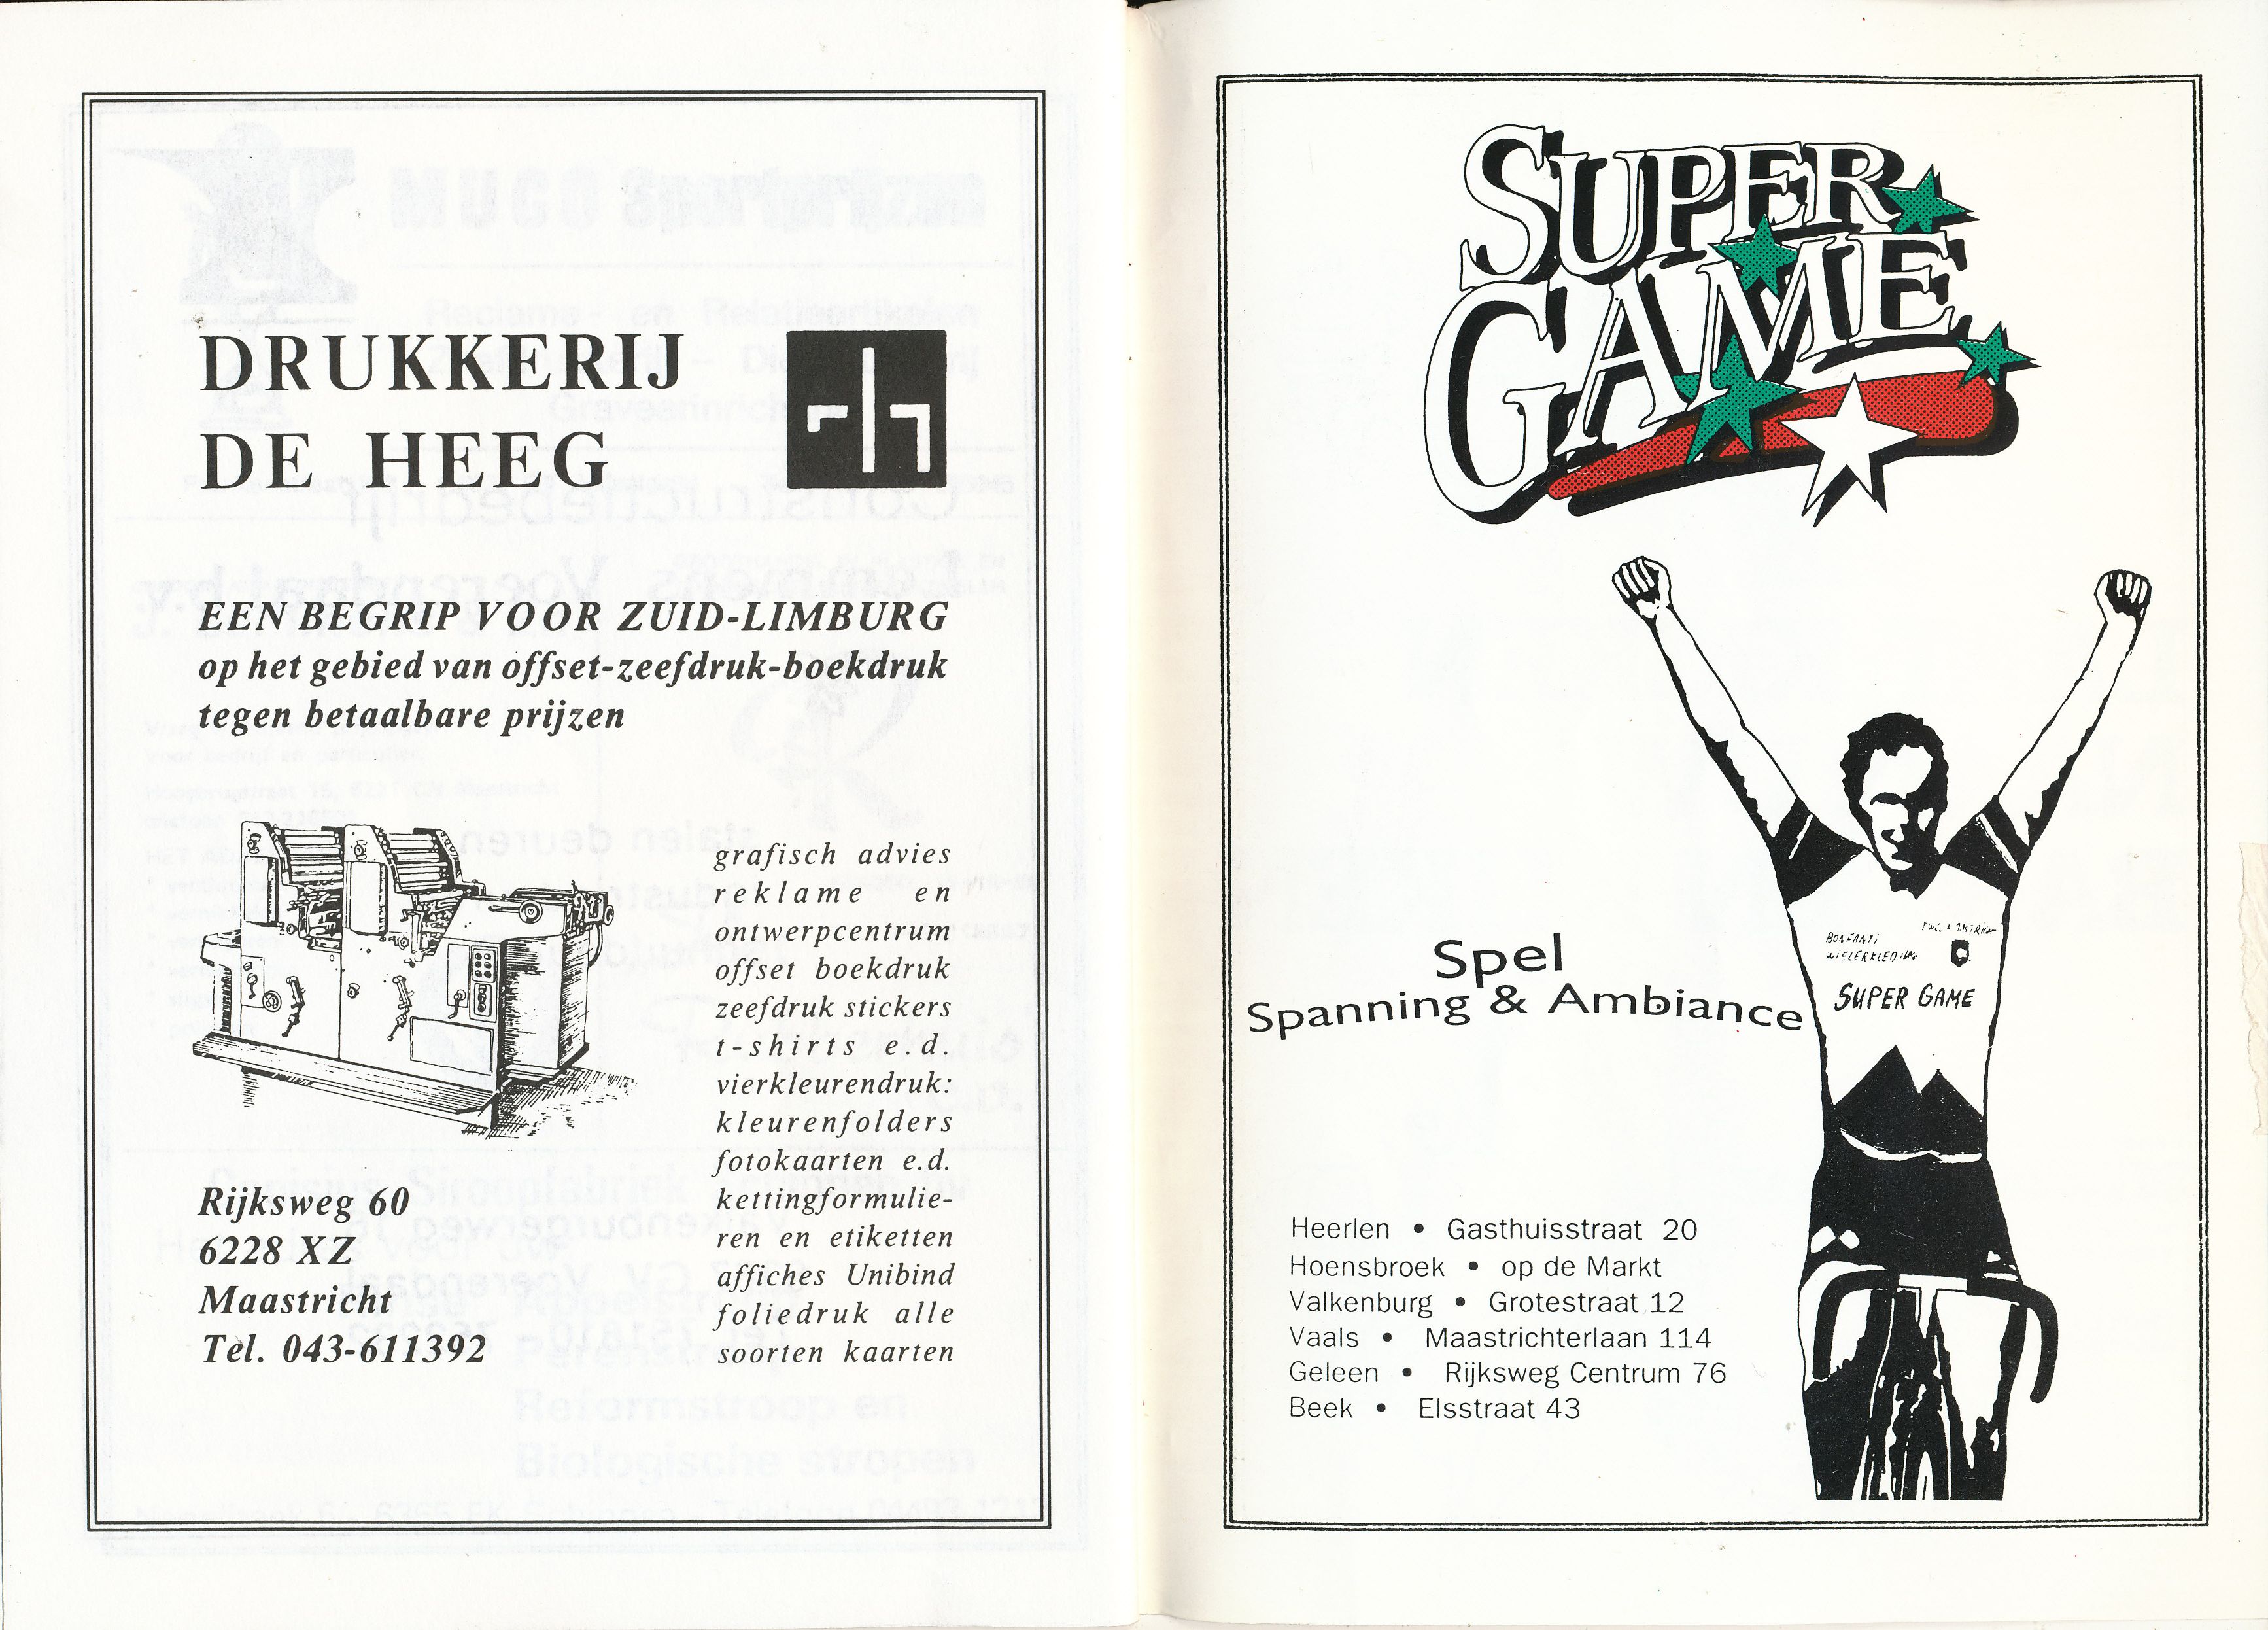 DRUKKERIJ
DE HEEG
EEN BEGRIP VOOR ZUID-LIMBURG
op het gebied van offset-zeefdruk-boekdruk
tegen betaalbare prijzen
grafisch advies
reklame en
ontwerpcentrum
offset boekdruk
zeefdruk stickers
t-shirts e.d.
vierkleurendruk:
kleurenfolders
fotokaarten e.d.
kettingformulie-
ren en etiketten
affiches Unibind
foliedruk alle
soorten kaarten
Rijksweg 60
6228 XZ
Maastricht
Tel. 043-611392
SUPER
GAME
Spel
Spanning & Ambiance
BONFANTI
WIELERKLEDING
SUPER GAME
Heerlen • Gasthuisstraat 20
Hoensbroek • op de Markt
Valkenburg • Grotestraat 12
Vaals • Maastrichterlaan 114
Geleen • Rijksweg Centrum 76
Beek • Elsstraat 43